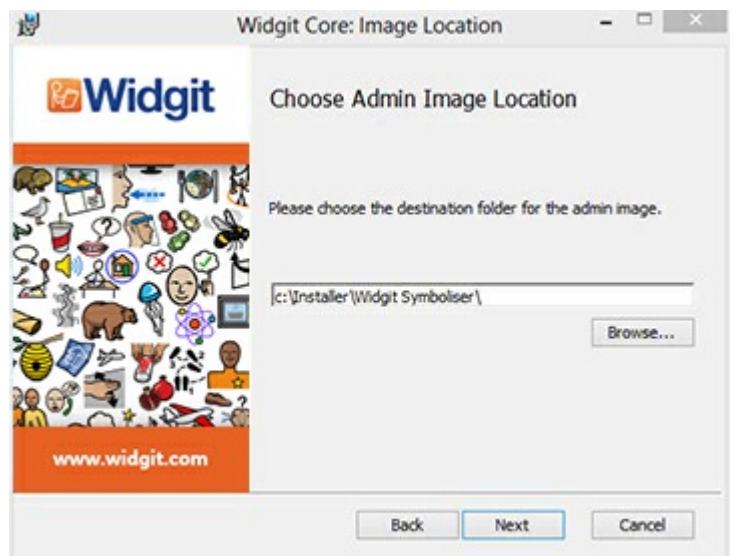 Widgit Core: Image Location
Widgit
Choose Admin Image Location
Please choose the destination folder for the admin image.
c:\Installer\Widgit Symboliser\
Browse...
www.widgit.com
Back Next Cancel